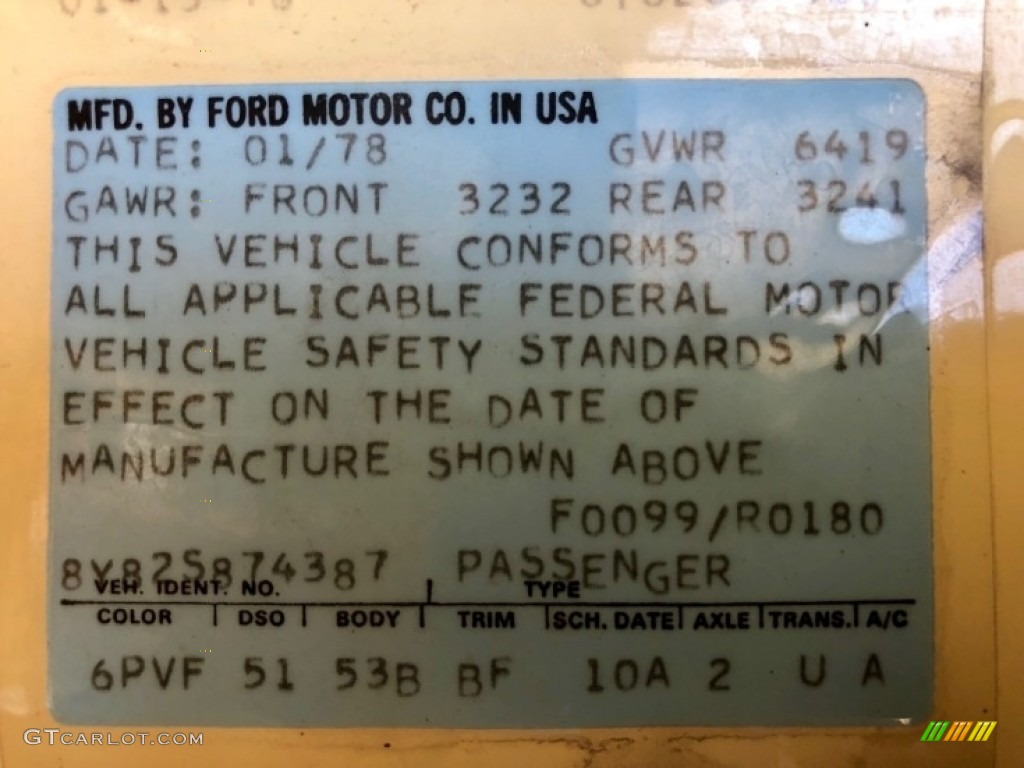 MFD. BY FORD MOTOR CO. IN USA
DATE: 01/78 GVWR 6419
GAWR: FRONT 3232 REAR 3241
THIS VEHICLE CONFORMS TO
ALL APPLICABLE FEDERAL MOTOR
VEHICLE SAFETY STANDARDS IN
EFFECT ON THE DATE OF
MANUFACTURE SHOWN ABOVE
F0099/R0180
8Y82S874387 PASSENGER
VEH. IDENT. NO. TYPE
COLOR DSO BODY TRIM SCH. DATE AXLE TRANS. A/C
6PVF 51 53B BF 10A 2 U A
GTCARLOT.COM